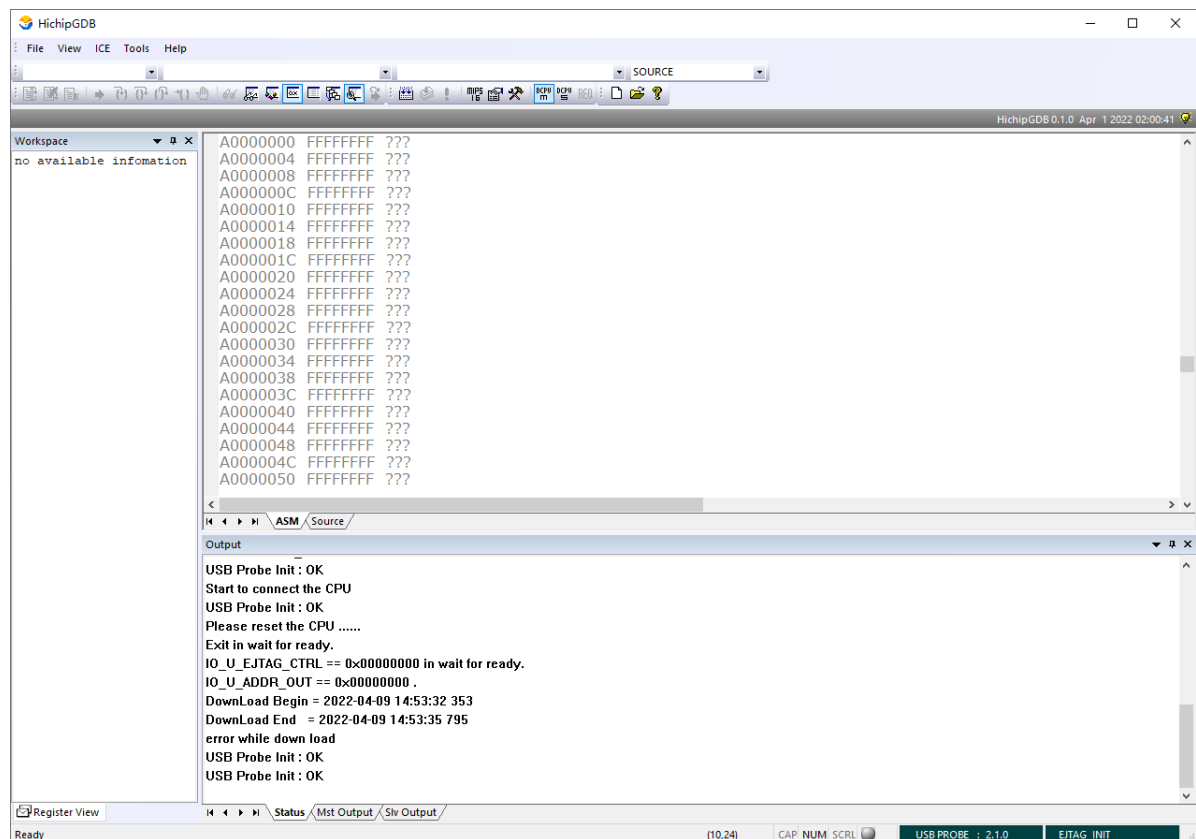 HichipGDB
File View ICE Tools Help
SOURCE
HichipGDB 0.1.0 Apr 1 2022 02:00:41
Workspace
no available infomation
A0000000 FFFFFFFF ???
A0000004 FFFFFFFF ???
A0000008 FFFFFFFF ???
A000000C FFFFFFFF ???
A0000010 FFFFFFFF ???
A0000014 FFFFFFFF ???
A0000018 FFFFFFFF ???
A000001C FFFFFFFF ???
A0000020 FFFFFFFF ???
A0000024 FFFFFFFF ???
A0000028 FFFFFFFF ???
A000002C FFFFFFFF ???
A0000030 FFFFFFFF ???
A0000034 FFFFFFFF ???
A0000038 FFFFFFFF ???
A000003C FFFFFFFF ???
A0000040 FFFFFFFF ???
A0000044 FFFFFFFF ???
A0000048 FFFFFFFF ???
A000004C FFFFFFFF ???
A0000050 FFFFFFFF ???
ASM Source
Output
USB Probe Init : OK
Start to connect the CPU
USB Probe Init : OK
Please reset the CPU ......
Exit in wait for ready.
IO_U_EJTAG_CTRL == 0x00000000 in wait for ready.
IO_U_ADDR_OUT == 0x00000000 .
DownLoad Begin = 2022-04-09 14:53:32 353
DownLoad End = 2022-04-09 14:53:35 795
error while down load
USB Probe Init : OK
USB Probe Init : OK
Register View
Status Mst Output Slv Output
Ready (10,24) CAP NUM SCRL USB PROBE : 2.1.0 EJTAG INIT